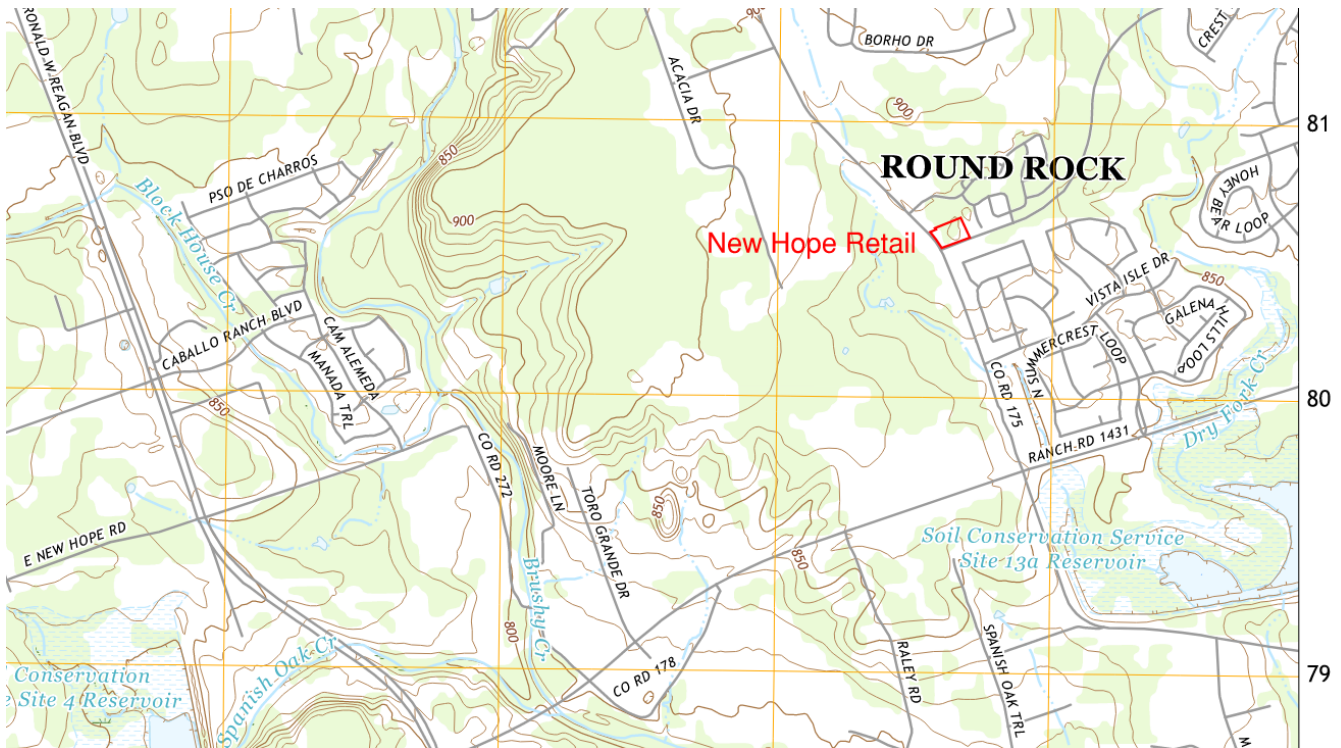 RONALD W REAGAN BLVD
BORHO DR
CREST
ACACIA DR
900
81
850
ROUND ROCK
PSO DE CHARROS
HONEY
BEAR LOOP
Block House Cr
900
New Hope Retail
VISTA ISLE DR
850
GALENA
HILLS LOOP
CABALLO RANCH BLVD
CAM ALEMEDA
MANADA TRL
N SUMMERCREST LOOP
CO RD 175
850
80
Dry Fork Cr
RANCH RD 1431
CO RD 272
MOORE LN
TORO GRANDE DR
850
E NEW HOPE RD
850
Soil Conservation Service
Site 13a Reservoir
Brushy Cr
800
RALEY RD
SPANISH OAK TRL
Spanish Oak Cr
CO RD 178
79
Conservation
e Site 4 Reservoir
M